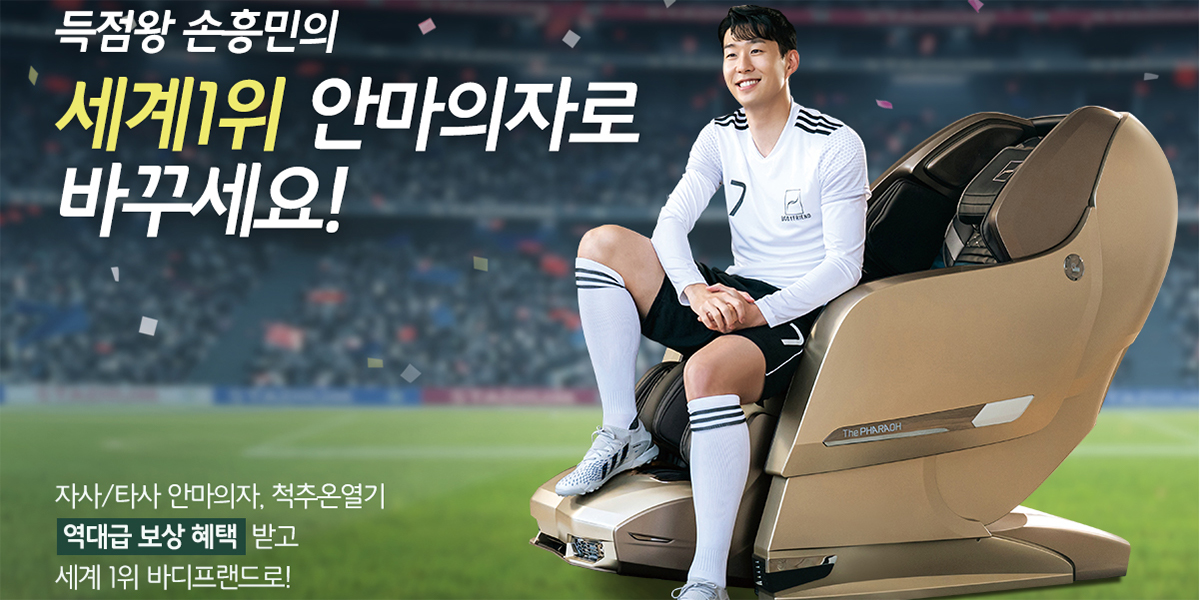 득점왕 손흥민의
세계1위 안마의자로
바꾸세요!
7
BODYFRIEND
7
The PHARAOH
자사/타사 안마의자, 척추온열기
역대급 보상 혜택 받고
세계 1위 바디프랜드로!